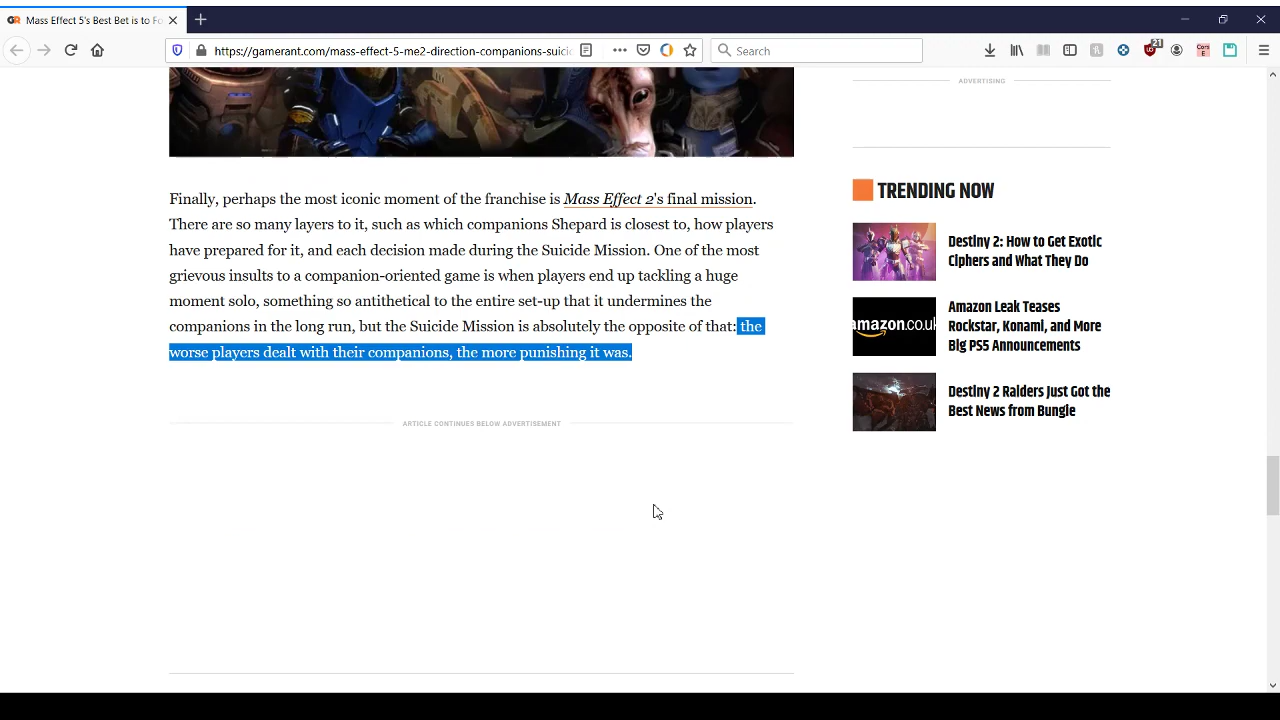 GR Mass Effect 5's Best Bet is to Fo
https://gamerant.com/mass-effect-5-me2-direction-companions-suici
Search
21
ADVERTISING
Finally, perhaps the most iconic moment of the franchise is Mass Effect 2's final mission.
There are so many layers to it, such as which companions Shepard is closest to, how players
have prepared for it, and each decision made during the Suicide Mission. One of the most
grievous insults to a companion-oriented game is when players end up tackling a huge
moment solo, something so antithetical to the entire set-up that it undermines the
companions in the long run, but the Suicide Mission is absolutely the opposite of that: the
worse players dealt with their companions, the more punishing it was.
ARTICLE CONTINUES BELOW ADVERTISEMENT
TRENDING NOW
Destiny 2: How to Get Exotic
Ciphers and What They Do
amazon.co.uk
Amazon Leak Teases
Rockstar, Konami, and More
Big PS5 Announcements
Destiny 2 Raiders Just Got the
Best News from Bungie